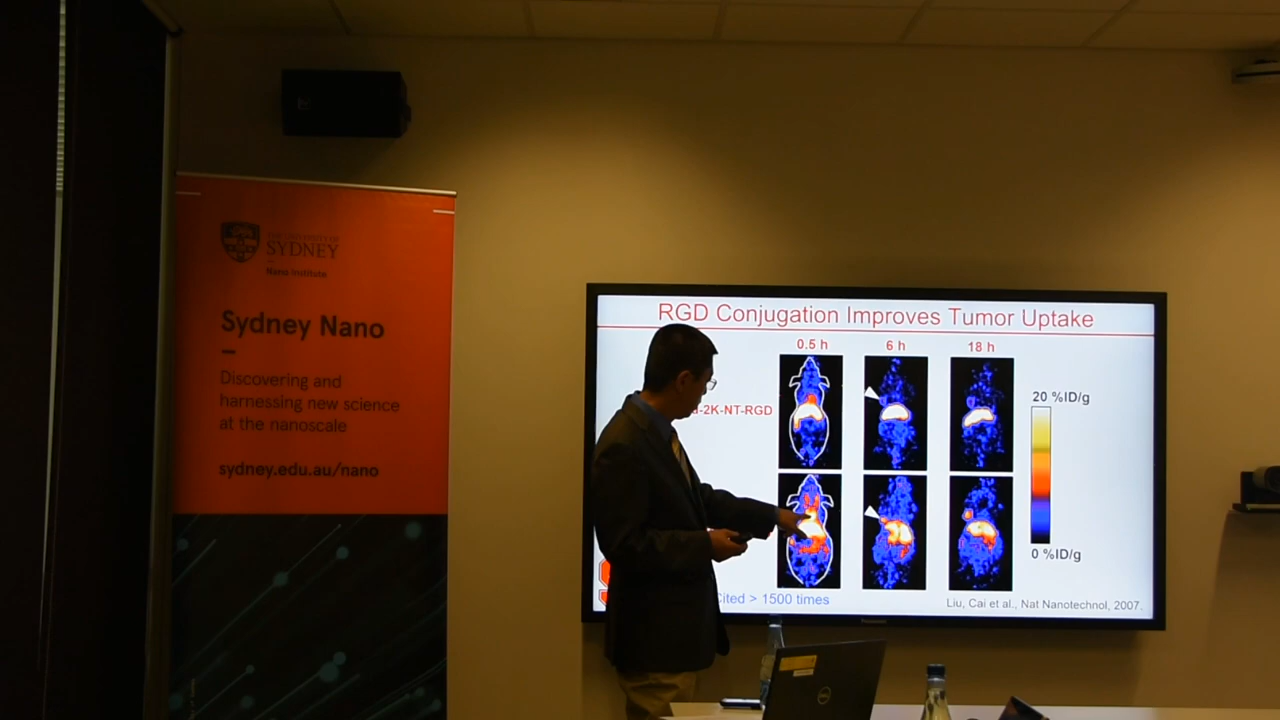 THE UNIVERSITY OF
SYDNEY
Nano Institute
Sydney Nano
Discovering and
harnessing new science
at the nanoscale
sydney.edu.au/nano
RGD Conjugation Improves Tumor Uptake
0.5 h 6 h 18 h
-2K-NT-RGD
20 %ID/g
0 %ID/g
Cited > 1500 times
Liu, Cai et al., Nat Nanotechnol, 2007.
Panasonic
DELL